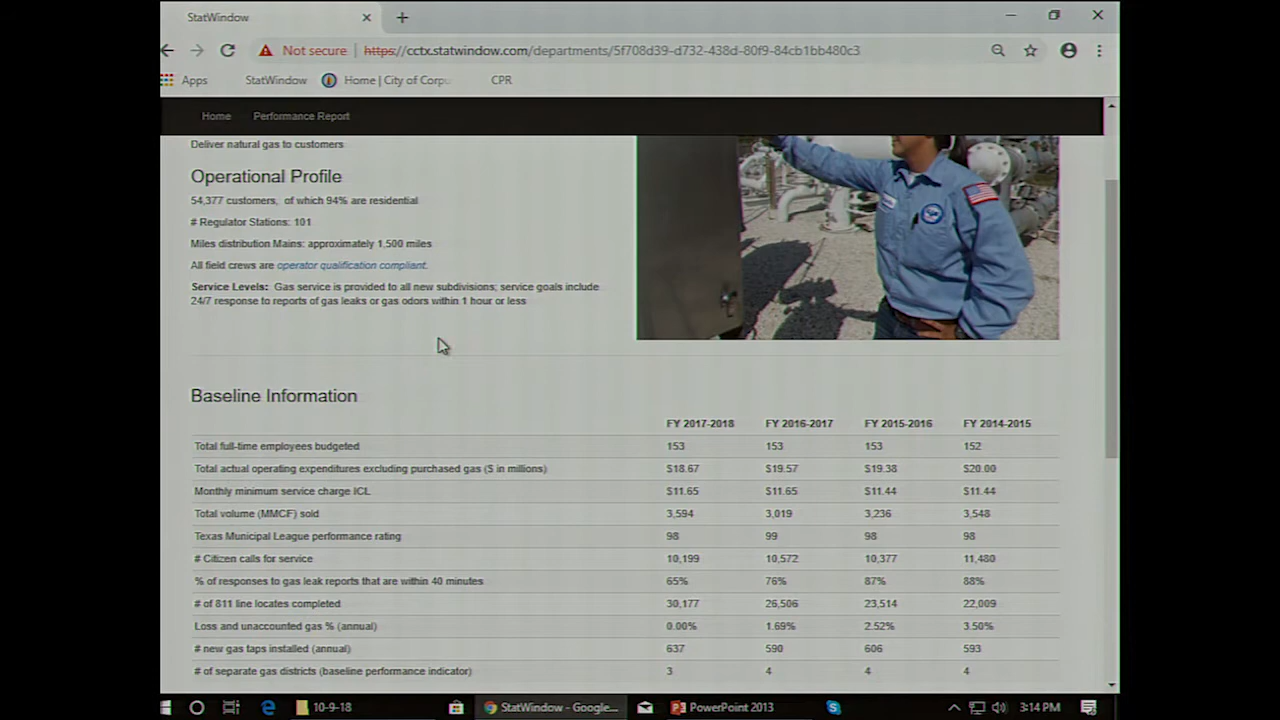 StatWindow
Not secure https://cctx.statwindow.com/departments/5f708d39-d732-438d-80f9-84cb1bb480c3
Apps StatWindow Home | City of Corpu CPR
Home Performance Report
Deliver natural gas to customers
Operational Profile
54,377 customers, of which 94% are residential
# Regulator Stations: 101
Miles distribution Mains: approximately 1,500 miles
All field crews are operator qualification compliant.
Service Levels: Gas service is provided to all new subdivisions; service goals include
24/7 response to reports of gas leaks or gas odors within 1 hour or less
Baseline Information
FY 2017-2018 FY 2016-2017 FY 2015-2016 FY 2014-2015
Total full-time employees budgeted 153 153 153 152
Total actual operating expenditures excluding purchased gas ($ in millions) $18.67 $19.57 $19.38 $20.00
Monthly minimum service charge ICL $11.65 $11.65 $11.44 $11.44
Total volume (MMCF) sold 3,594 3,019 3,236 3,548
Texas Municipal League performance rating 98 99 98 98
# Citizen calls for service 10,199 10,572 10,377 11,480
% of responses to gas leak reports that are within 40 minutes 65% 76% 87% 88%
# of 811 line locates completed 30,177 26,506 23,514 22,009
Loss and unaccounted gas % (annual) 0.00% 1.69% 2.52% 3.50%
# new gas taps installed (annual) 637 590 606 593
# of separate gas districts (baseline performance indicator) 3 4 4 4
10-9-18 StatWindow - Google... PowerPoint 2013 3:14 PM